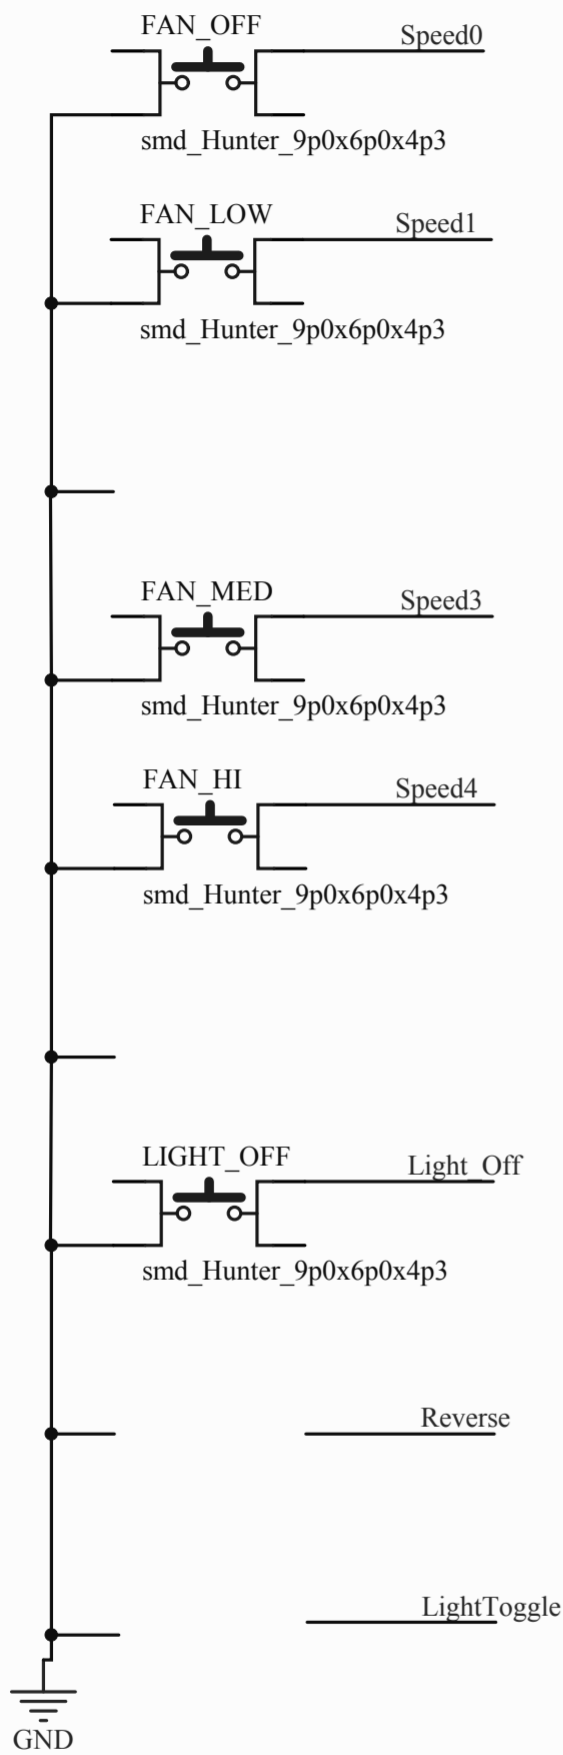 FAN_OFF
Speed0
smd_Hunter_9p0x6p0x4p3
FAN_LOW
Speed1
smd_Hunter_9p0x6p0x4p3
FAN_MED
Speed3
smd_Hunter_9p0x6p0x4p3
FAN_HI
Speed4
smd_Hunter_9p0x6p0x4p3
LIGHT_OFF
Light_Off
smd_Hunter_9p0x6p0x4p3
Reverse
LightToggle
GND